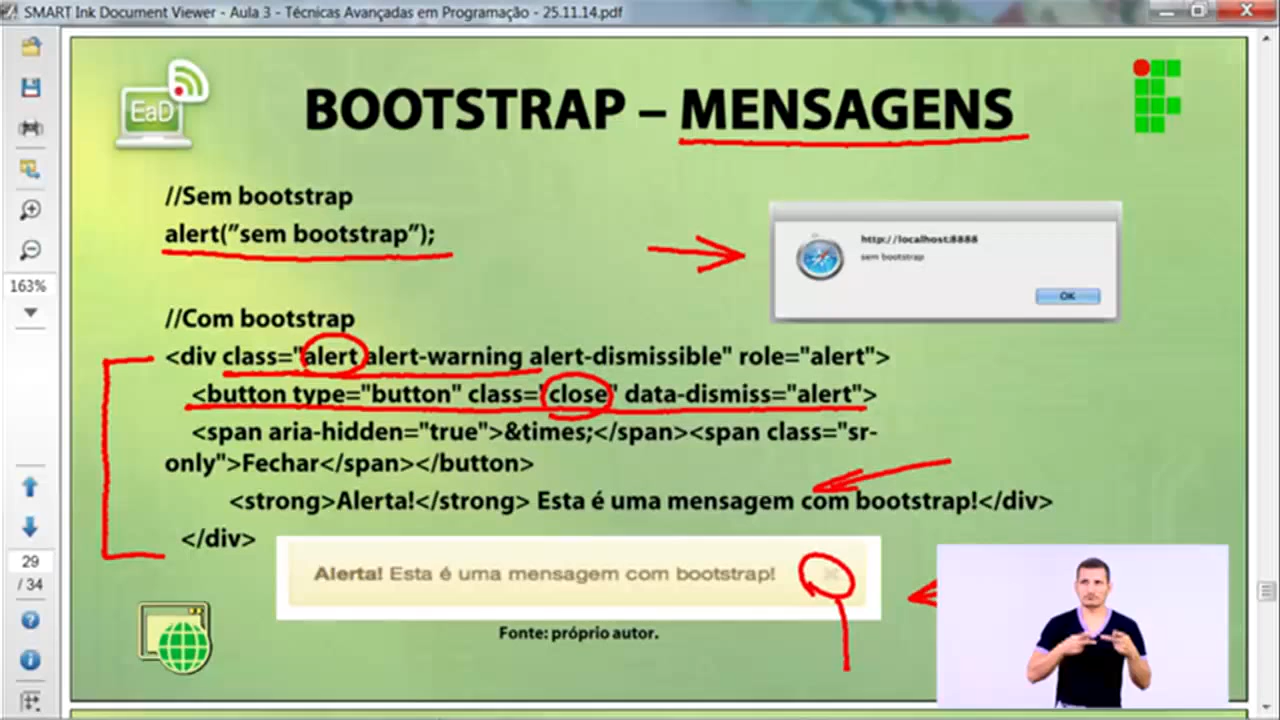 SMART Ink Document Viewer - Aula 3 - Técnicas Avançadas em Programação - 25.11.14.pdf
EaD
BOOTSTRAP – MENSAGENS
//Sem bootstrap
alert(”sem bootstrap”);
http://localhost:8888
sem bootstrap
OK
163%
//Com bootstrap
<div class="alert alert-warning alert-dismissible" role="alert">
<button type="button" class="close" data-dismiss="alert">
<span aria-hidden="true">&times;</span><span class="sr-
only">Fechar</span></button>
<strong>Alerta!</strong> Esta é uma mensagem com bootstrap!</div>
</div>
29
/ 34
Alerta! Esta é uma mensagem com bootstrap!
Fonte: próprio autor.